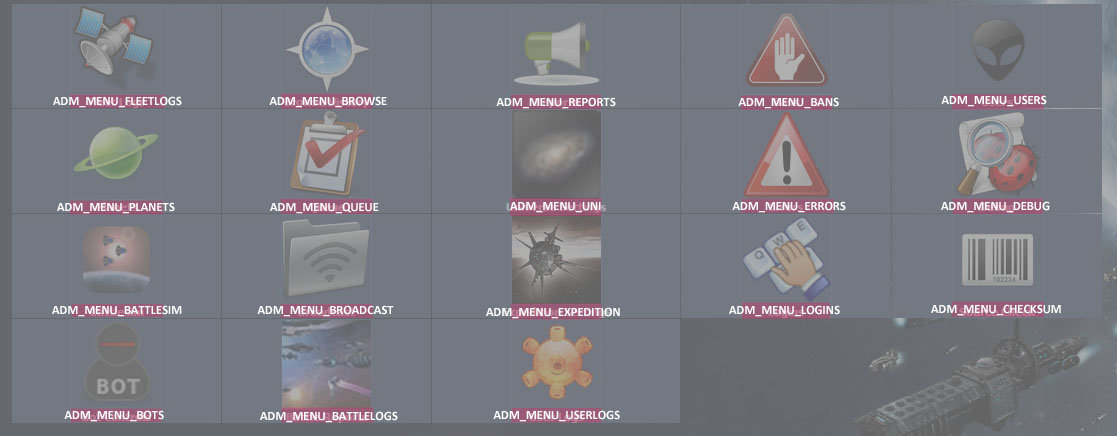 ADM_MENU_FLEETLOGS
ADM_MENU_BROWSE
ADM_MENU_REPORTS
ADM_MENU_BANS
ADM_MENU_USERS
ADM_MENU_PLANETS
ADM_MENU_QUEUE
ADM_MENU_UNI
ADM_MENU_ERRORS
ADM_MENU_DEBUG
Q W E
102234
ADM_MENU_BATTLESIM
ADM_MENU_BROADCAST
ADM_MENU_EXPEDITION
ADM_MENU_LOGINS
ADM_MENU_CHECKSUM
BOT
ADM_MENU_BOTS
ADM_MENU_BATTLELOGS
ADM_MENU_USERLOGS